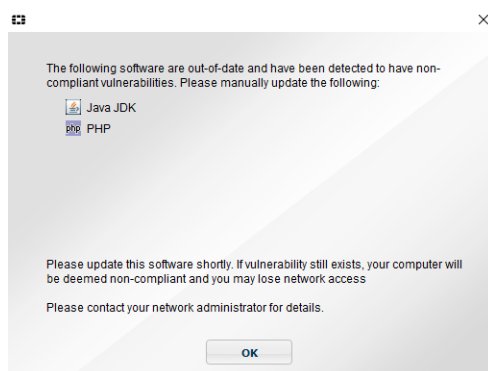 The following software are out-of-date and have been detected to have non-
compliant vulnerabilities. Please manually update the following:
Java JDK
php PHP
Please update this software shortly. If vulnerability still exists, your computer will
be deemed non-compliant and you may lose network access
Please contact your network administrator for details.
OK